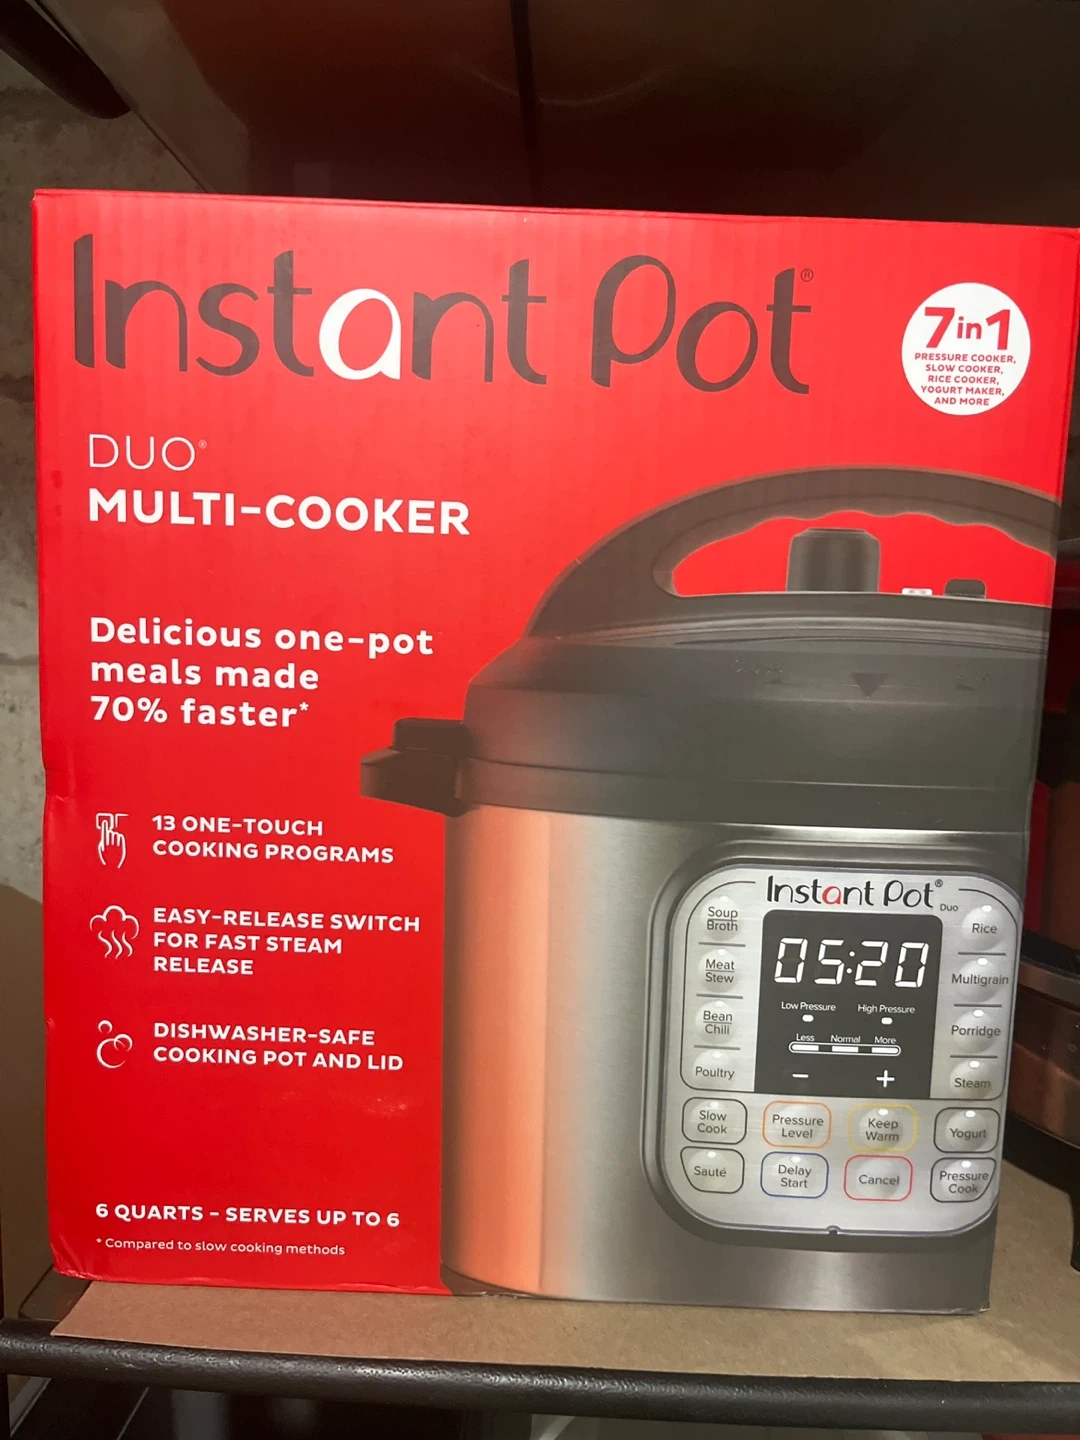 Instant Pot®
7in1
PRESSURE COOKER,
SLOW COOKER,
RICE COOKER,
YOGURT MAKER,
AND MORE
DUO®
MULTI-COOKER
Delicious one-pot
meals made
70% faster*
13 ONE-TOUCH
COOKING PROGRAMS
EASY-RELEASE SWITCH
FOR FAST STEAM
RELEASE
DISHWASHER-SAFE
COOKING POT AND LID
6 QUARTS - SERVES UP TO 6
* Compared to slow cooking methods
Instant Pot®
Duo
Soup
Broth
Meat
Stew
Bean
Chili
Poultry
05:20
Low Pressure High Pressure
Less Normal More
− +
Rice
Multigrain
Porridge
Steam
Slow
Cook
Pressure
Level
Keep
Warm
Yogurt
Sauté
Delay
Start
Cancel
Pressure
Cook